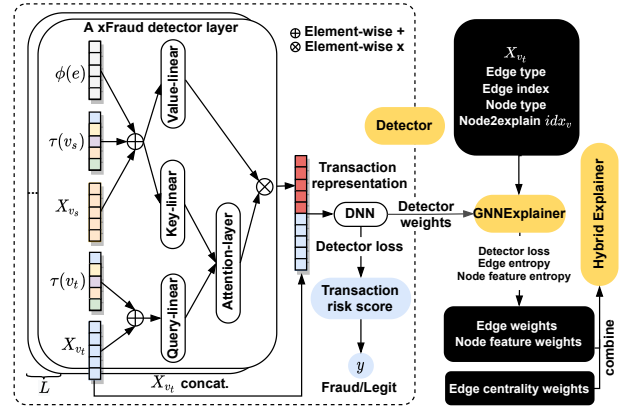 A xFraud detector layer
⊕ Element-wise +
⊗ Element-wise x
ϕ(e)
τ(v_s)
X_{v_s}
τ(v_t)
X_{v_t}
Value-linear
Key-linear
Query-linear
Attention-layer
L
X_{v_t} concat.
Transaction
representation
DNN
Detector loss
Transaction
risk score
y
Fraud/Legit
Detector
Detector
weights
X_{v_t}
Edge type
Edge index
Node type
Node2explain idx_v
GNNExplainer
Detector loss
Edge entropy
Node feature entropy
Edge weights
Node feature weights
Edge centrality weights
combine
Hybrid Explainer